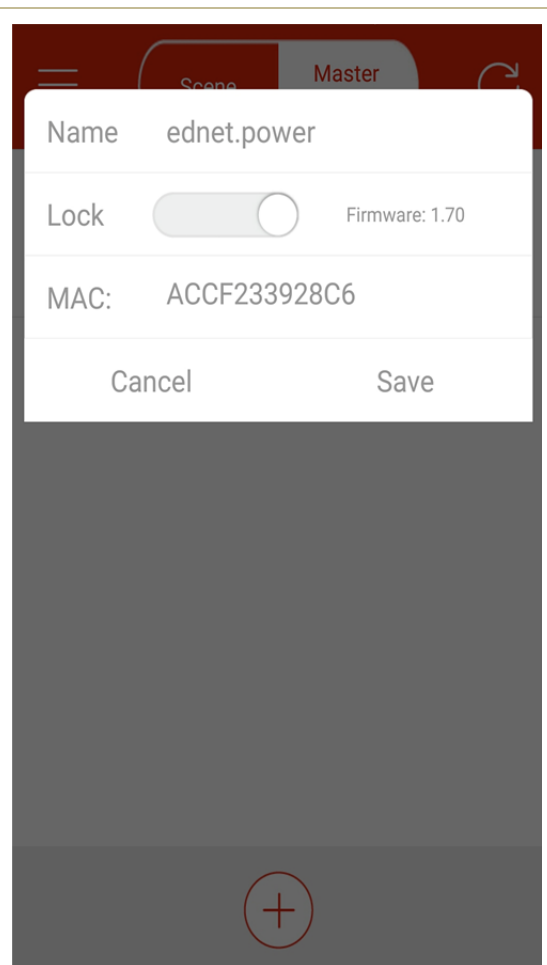 Scene Master
Name ednet.power
Lock Firmware: 1.70
MAC: ACCF233928C6
Cancel Save